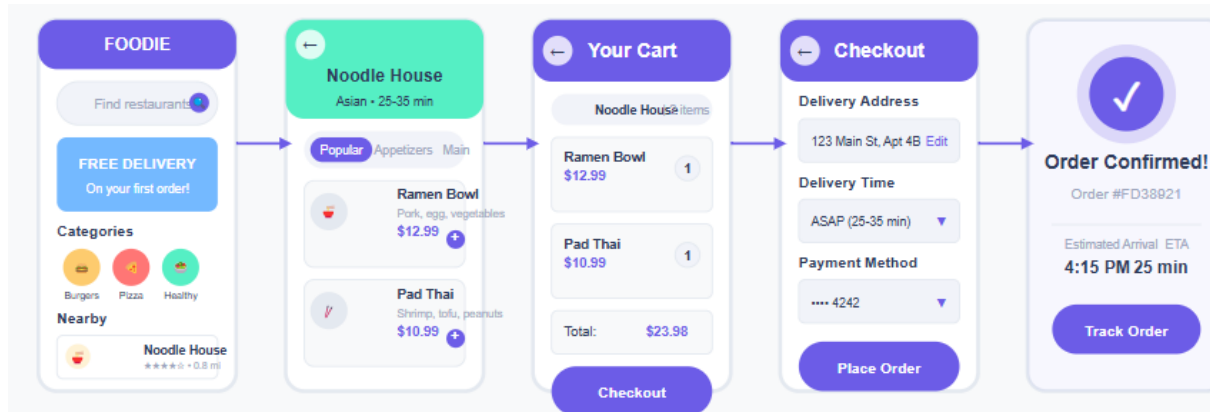 FOODIE
Find restaurants
FREE DELIVERY
On your first order!
Categories
Burgers Pizza Healthy
Nearby
Noodle House
★★★★☆ • 0.8 mi
←
Noodle House
Asian • 25-35 min
Popular Appetizers Main
Ramen Bowl
Pork, egg, vegetables
$12.99 +
Pad Thai
Shrimp, tofu, peanuts
$10.99 +
← Your Cart
Noodle House items
Ramen Bowl
$12.99
1
Pad Thai
$10.99
1
Total: $23.98
Checkout
← Checkout
Delivery Address
123 Main St, Apt 4B Edit
Delivery Time
ASAP (25-35 min) ▼
Payment Method
•••• 4242 ▼
Place Order
✓
Order Confirmed!
Order #FD38921
Estimated Arrival ETA
4:15 PM 25 min
Track Order